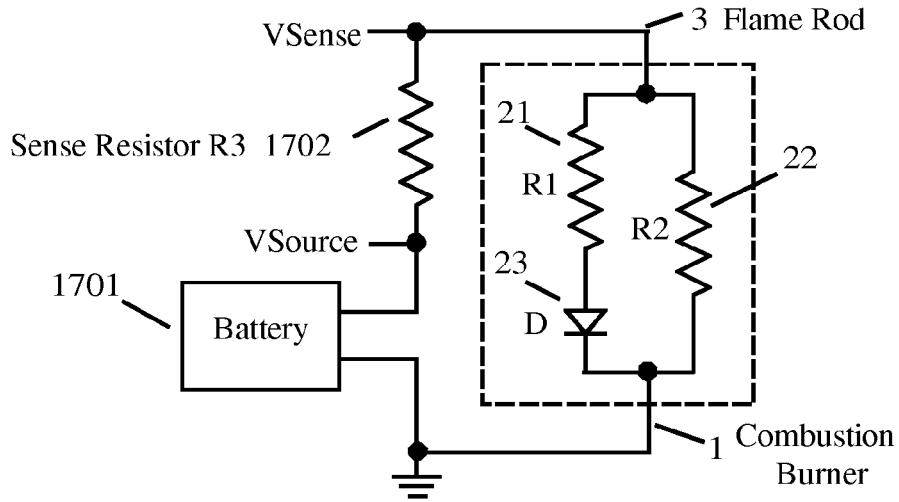 3 Flame Rod
VSense
21
Sense Resistor R3 1702
22
R1
R2
VSource
23
1701
Battery
D
1 Combustion
Burner